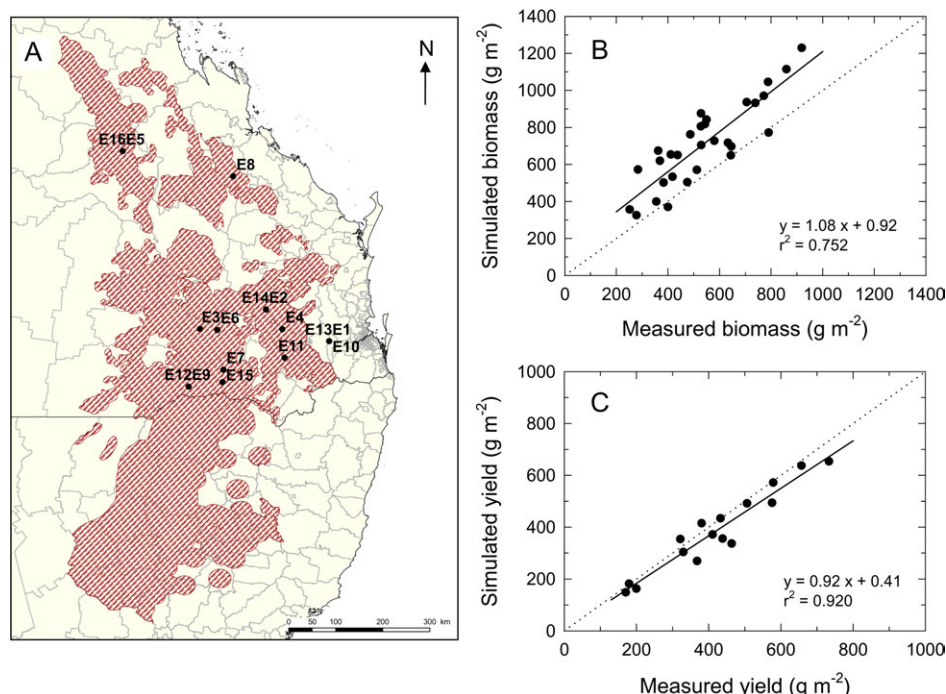 A
N
E16E5
E8
E14E2
E3E6
E4
E13E1
E10
E11
E7
E12E9
E15
0 50 100 200 300 km
B
Simulated biomass (g m-2)
1400
1200
1000
800
600
400
200
0
y = 1.08 x + 0.92
r2 = 0.752
0 200 400 600 800 1000 1200 1400
Measured biomass (g m-2)
C
Simulated yield (g m-2)
1000
800
600
400
200
0
y = 0.92 x + 0.41
r2 = 0.920
0 200 400 600 800 1000
Measured yield (g m-2)